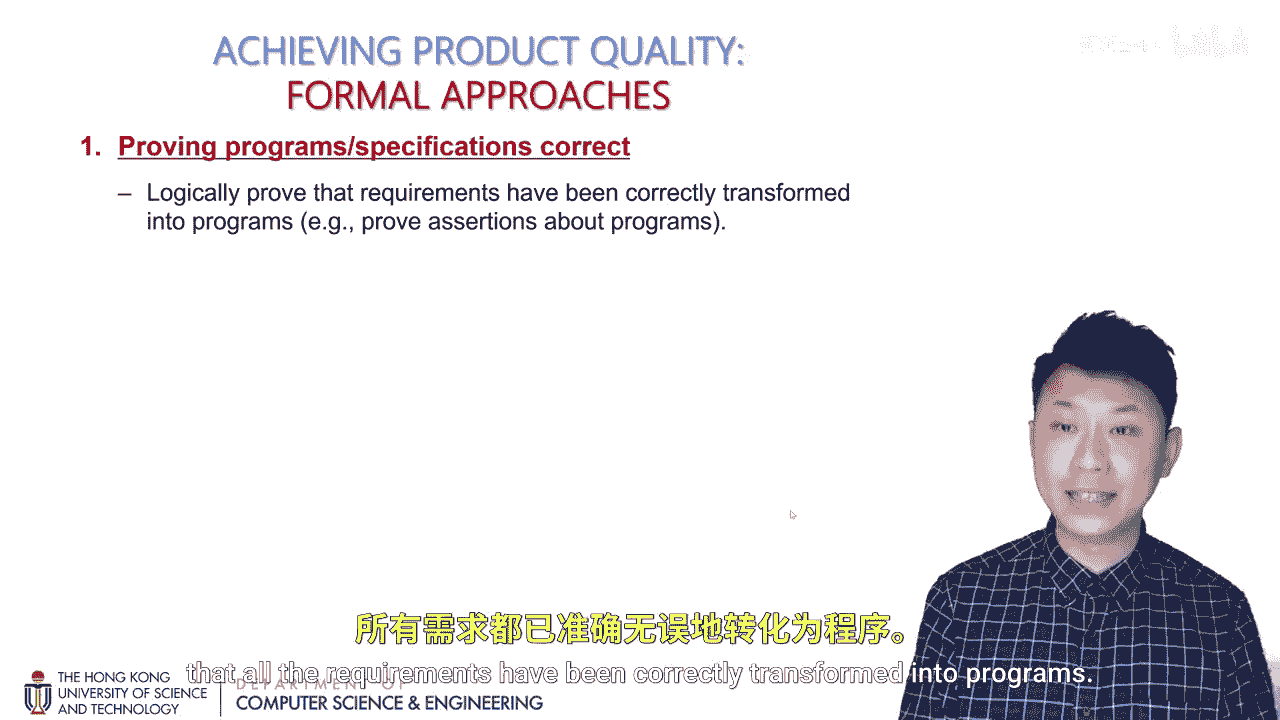 ACHIEVING PRODUCT QUALITY:
FORMAL APPROACHES
1. Proving programs/specifications correct
– Logically prove that requirements have been correctly transformed
into programs (e.g., prove assertions about programs).
所有需求都已准确无误地转化为程序。
that all the requirements have been correctly transformed into programs.
THE HONG KONG
UNIVERSITY OF SCIENCE
AND TECHNOLOGY
DEPARTMENT OF
COMPUTER SCIENCE & ENGINEERING